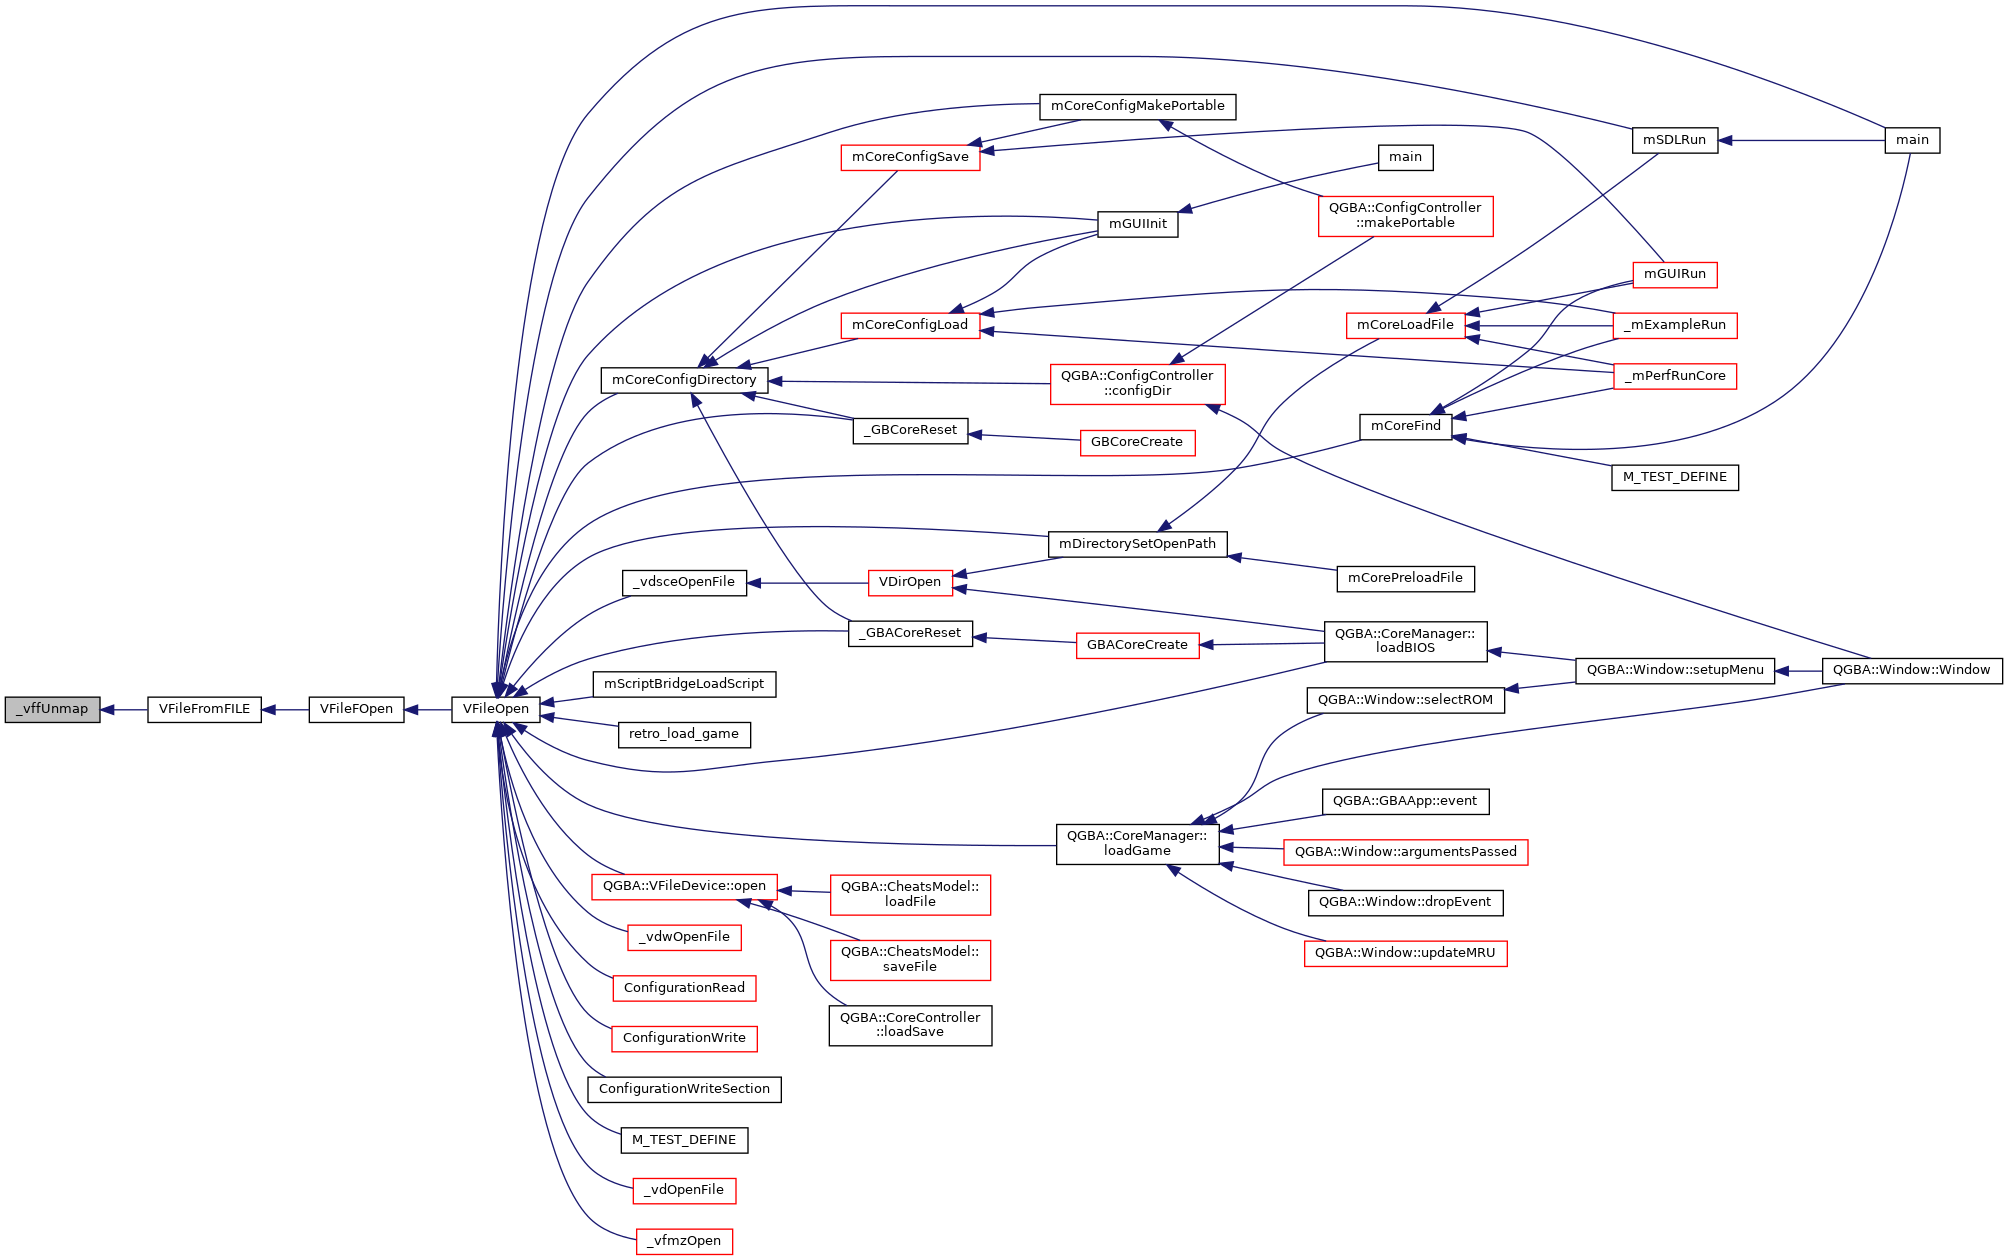 _vffUnmap
VFileFromFILE
VFileFOpen
VFileOpen
mCoreConfigMakePortable
mCoreConfigSave
main
mSDLRun
main
QGBA::ConfigController
::makePortable
mGUIInit
mGUIRun
mCoreConfigLoad
mCoreLoadFile
_mExampleRun
mCoreConfigDirectory
QGBA::ConfigController
::configDir
_mPerfRunCore
_GBCoreReset
GBCoreCreate
mCoreFind
M_TEST_DEFINE
mDirectorySetOpenPath
_vdsceOpenFile
VDirOpen
mCorePreloadFile
_GBACoreReset
GBACoreCreate
QGBA::CoreManager::
loadBIOS
QGBA::Window::setupMenu
QGBA::Window::Window
mScriptBridgeLoadScript
QGBA::Window::selectROM
retro_load_game
QGBA::GBAApp::event
QGBA::CoreManager::
loadGame
QGBA::Window::argumentsPassed
QGBA::VFileDevice::open
QGBA::CheatsModel::
loadFile
QGBA::Window::dropEvent
_vdwOpenFile
QGBA::CheatsModel::
saveFile
QGBA::Window::updateMRU
ConfigurationRead
QGBA::CoreController
::loadSave
ConfigurationWrite
ConfigurationWriteSection
M_TEST_DEFINE
_vdOpenFile
_vfmzOpen